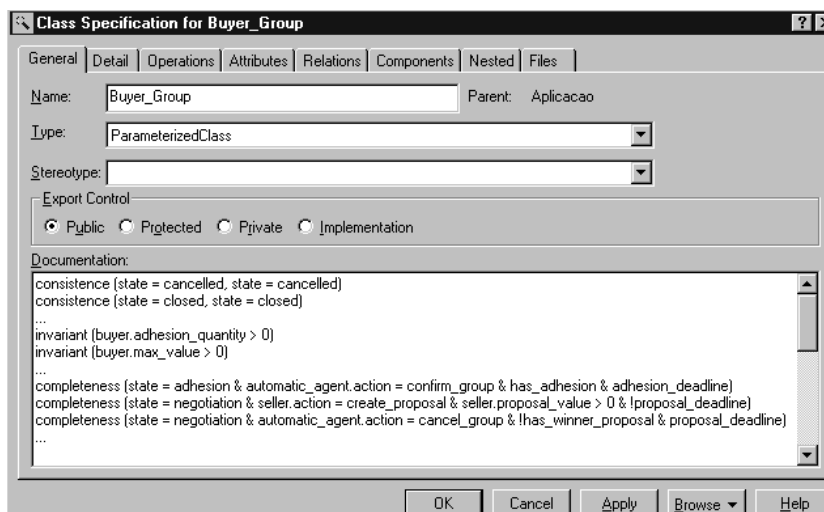 Class Specification for Buyer_Group
General Detail Operations Attributes Relations Components Nested Files
Name: Buyer_Group Parent: Aplicacao
Type: ParameterizedClass
Stereotype:
Export Control
Public Protected Private Implementation
Documentation:
consistence (state = cancelled, state = cancelled)
consistence (state = closed, state = closed)
...
invariant (buyer.adhesion_quantity > 0)
invariant (buyer.max_value > 0)
...
completeness (state = adhesion & automatic_agent.action = confirm_group & has_adhesion & adhesion_deadline)
completeness (state = negotiation & seller.action = create_proposal & seller.proposal_value > 0 & !proposal_deadline)
completeness (state = negotiation & automatic_agent.action = cancel_group & !has_winner_proposal & proposal_deadline)
...
OK Cancel Apply Browse Help